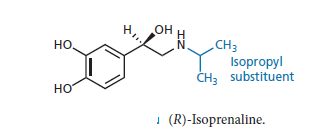 H OH H
HO N CH3
Isopropyl
CH3 substituent
HO
(R)-Isoprenaline.